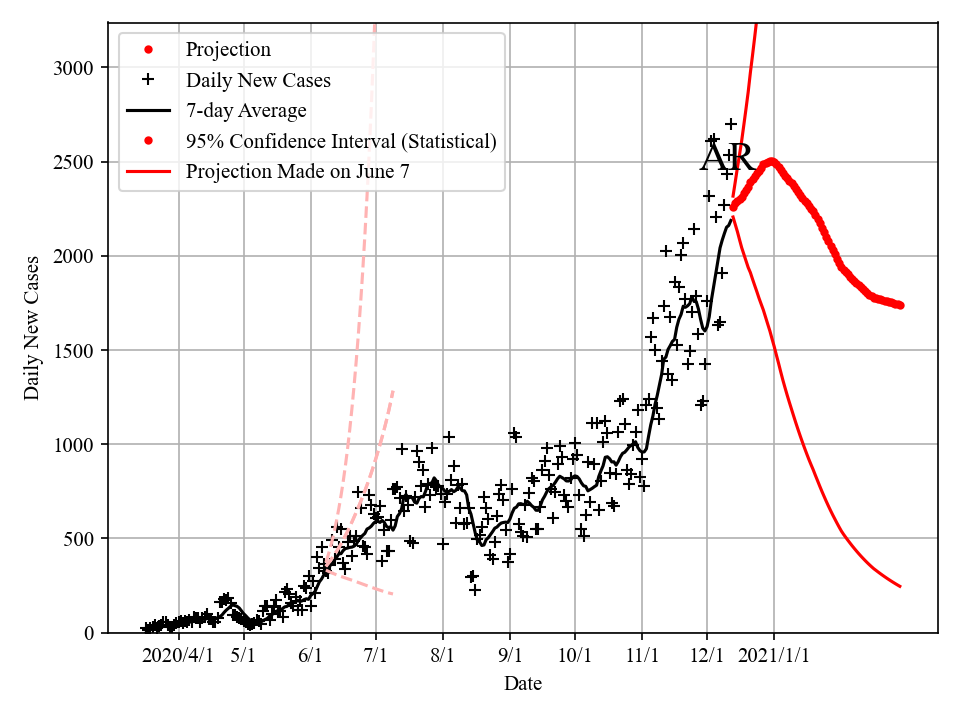 3000
2500
2000
1500
1000
500
0
Daily New Cases
Projection
Daily New Cases
7-day Average
95% Confidence Interval (Statistical)
Projection Made on June 7
AR
2020/4/1 5/1 6/1 7/1 8/1 9/1 10/1 11/1 12/1 2021/1/1
Date